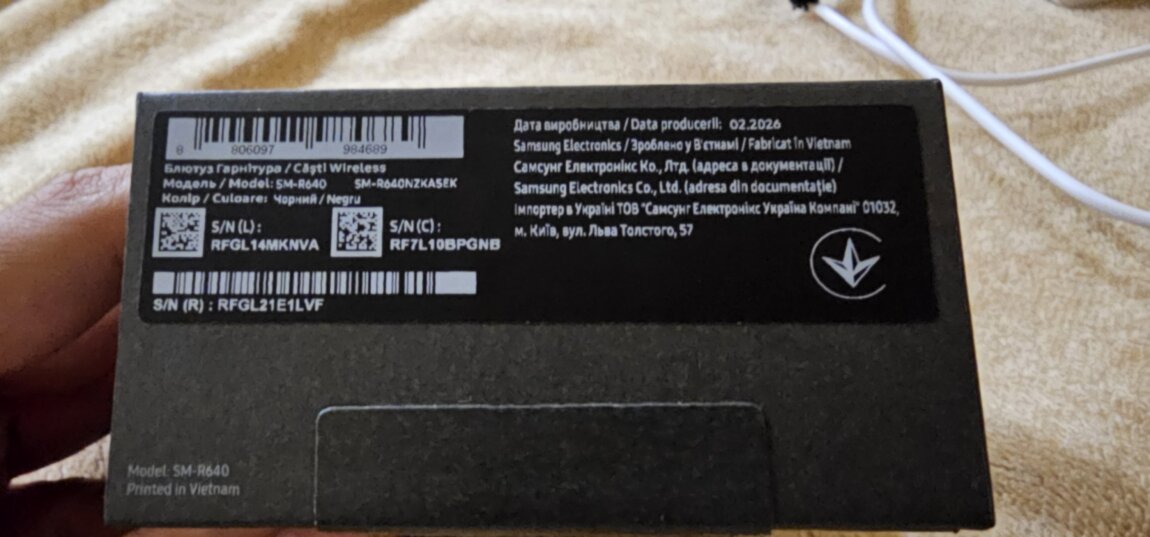 8 806097 984689
Блютуз Гарнітура / Căști Wireless
Модель / Model: SM-R640 SM-R640NZKASEK
Колір / Culoare: Чорний / Negru
S/N (L) :
RFGL14MKNVA
S/N (C) :
RF7L10BPGNB
S/N (R) : RFGL21E1LVF
Дата виробництва / Data producerii: 02.2026
Samsung Electronics / Зроблено у В'єтнамі / Fabricat în Vietnam
Самсунг Електронікс Ко., Лтд. (адреса в документації) /
Samsung Electronics Co., Ltd. (adresa din documentație)
Імпортер в Україні ТОВ "Самсунг Електронікс Україна Компані" 01032,
м. Київ, вул. Льва Толстого, 57
Model: SM-R640
Printed in Vietnam